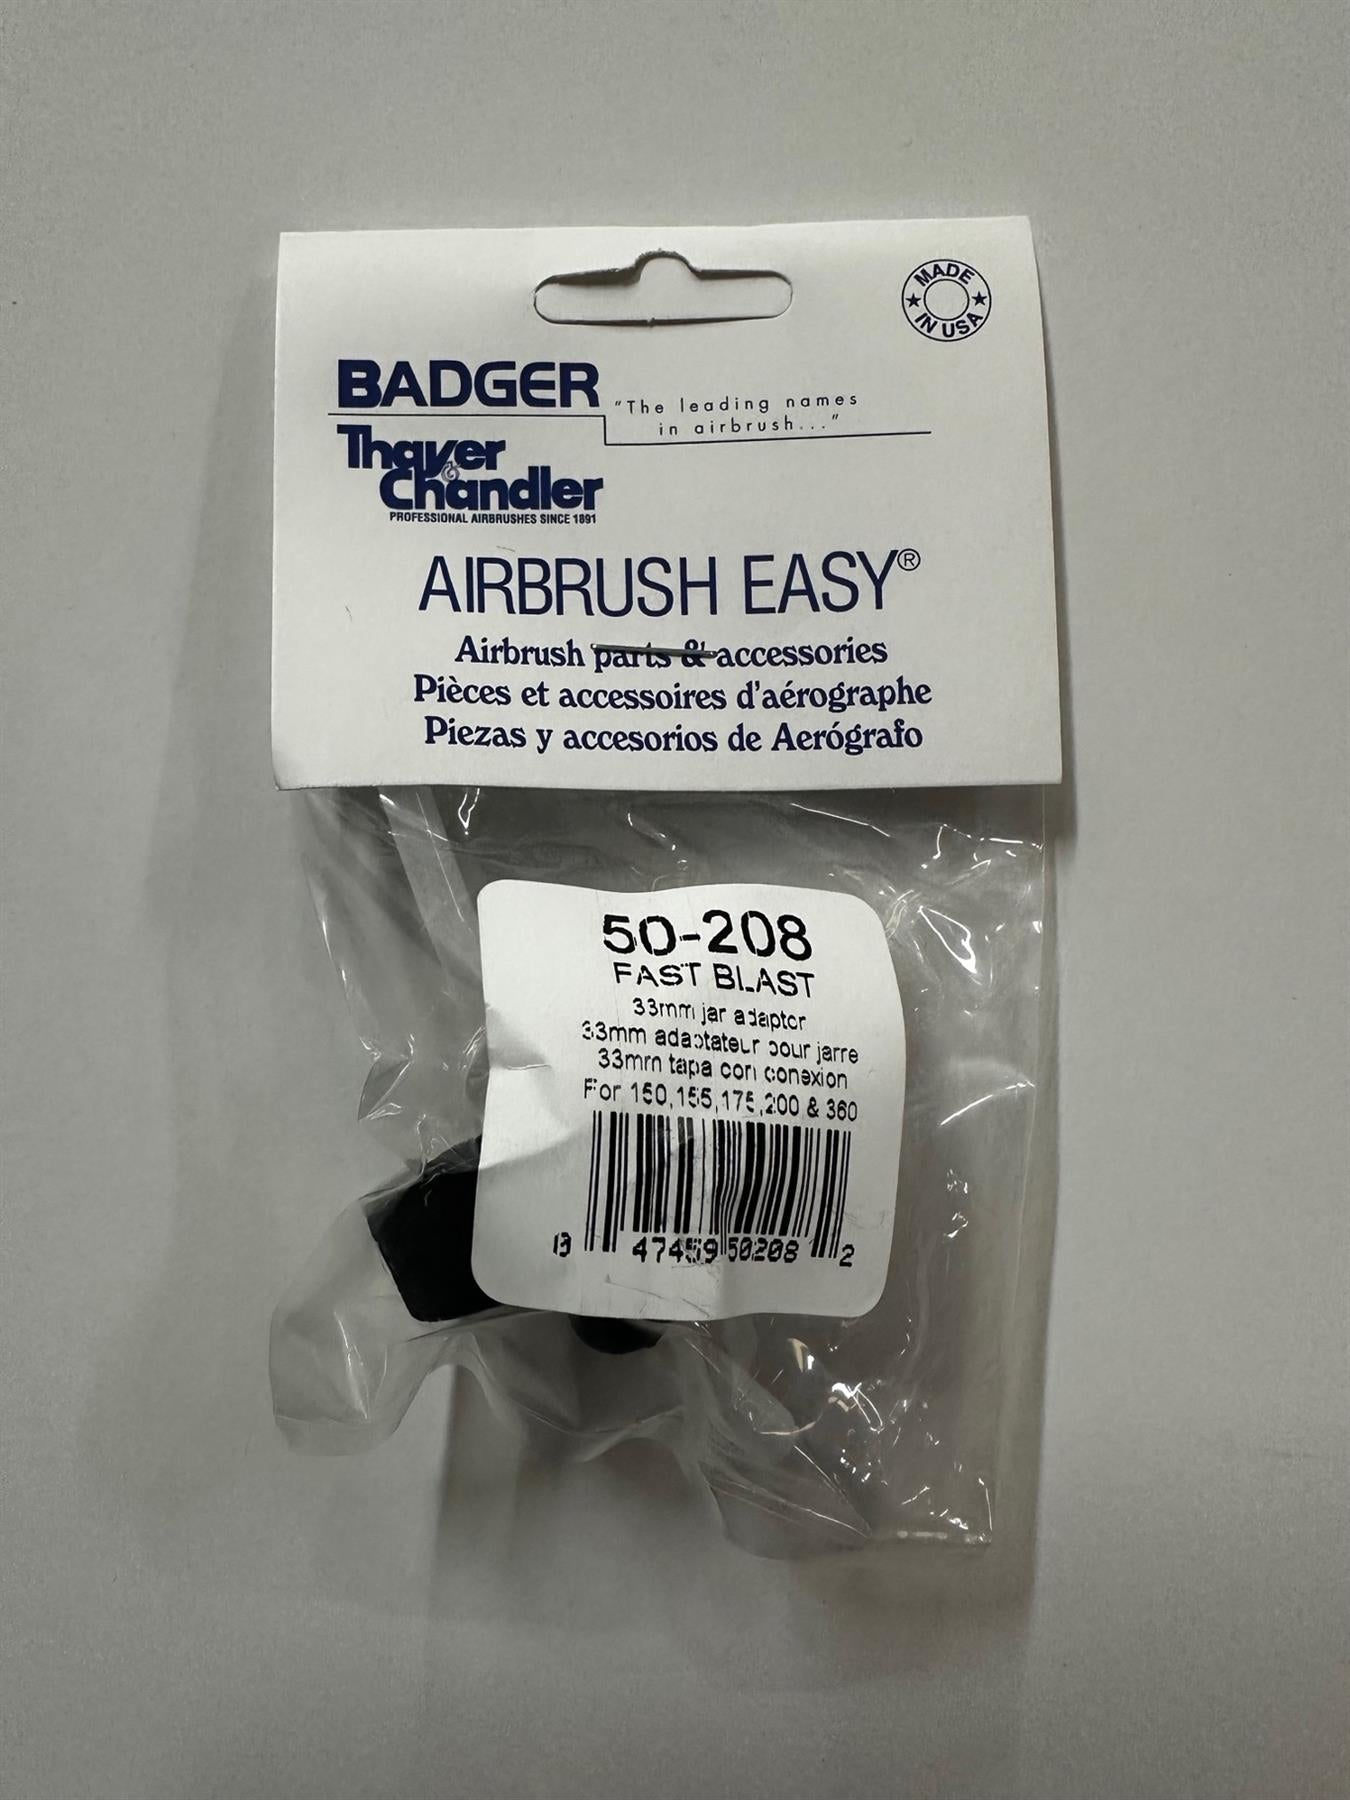 MADE IN USA
BADGER
"The leading names
in airbrush..."
Thayer & Chandler
PROFESSIONAL AIRBRUSHES SINCE 1891
AIRBRUSH EASY®
Airbrush parts & accessories
Pièces et accessoires d'aérographe
Piezas y accesorios de Aerógrafo
50-208
FAST BLAST
33mm jar adaptor
33mm adaptateur pour jarre
33mm tapa con conexion
For 150,155,175,200 & 360
47459 50208 2